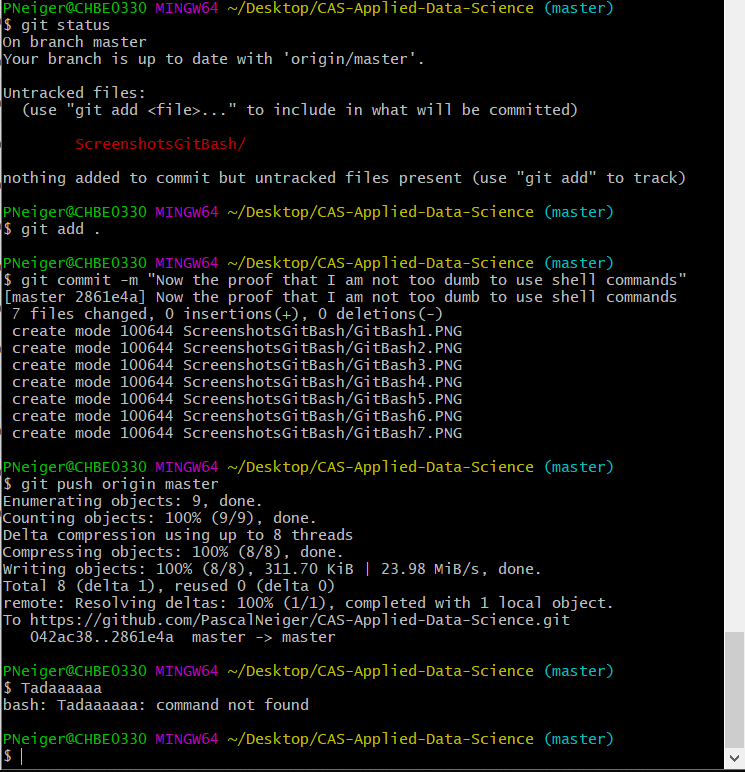 PNeiger@CHBE0330 MINGW64 ~/Desktop/CAS-Applied-Data-Science (master)
$ git status
On branch master
Your branch is up to date with 'origin/master'.

Untracked files:
  (use "git add <file>..." to include in what will be committed)

        ScreenshotsGitBash/

nothing added to commit but untracked files present (use "git add" to track)

PNeiger@CHBE0330 MINGW64 ~/Desktop/CAS-Applied-Data-Science (master)
$ git add .

PNeiger@CHBE0330 MINGW64 ~/Desktop/CAS-Applied-Data-Science (master)
$ git commit -m "Now the proof that I am not too dumb to use shell commands"
[master 2861e4a] Now the proof that I am not too dumb to use shell commands
 7 files changed, 0 insertions(+), 0 deletions(-)
 create mode 100644 ScreenshotsGitBash/GitBash1.PNG
 create mode 100644 ScreenshotsGitBash/GitBash2.PNG
 create mode 100644 ScreenshotsGitBash/GitBash3.PNG
 create mode 100644 ScreenshotsGitBash/GitBash4.PNG
 create mode 100644 ScreenshotsGitBash/GitBash5.PNG
 create mode 100644 ScreenshotsGitBash/GitBash6.PNG
 create mode 100644 ScreenshotsGitBash/GitBash7.PNG

PNeiger@CHBE0330 MINGW64 ~/Desktop/CAS-Applied-Data-Science (master)
$ git push origin master
Enumerating objects: 9, done.
Counting objects: 100% (9/9), done.
Delta compression using up to 8 threads
Compressing objects: 100% (8/8), done.
Writing objects: 100% (8/8), 311.70 KiB | 23.98 MiB/s, done.
Total 8 (delta 1), reused 0 (delta 0)
remote: Resolving deltas: 100% (1/1), completed with 1 local object.
To https://github.com/PascalNeiger/CAS-Applied-Data-Science.git
   042ac38..2861e4a  master -> master

PNeiger@CHBE0330 MINGW64 ~/Desktop/CAS-Applied-Data-Science (master)
$ Tadaaaaaa
bash: Tadaaaaaa: command not found

PNeiger@CHBE0330 MINGW64 ~/Desktop/CAS-Applied-Data-Science (master)
$